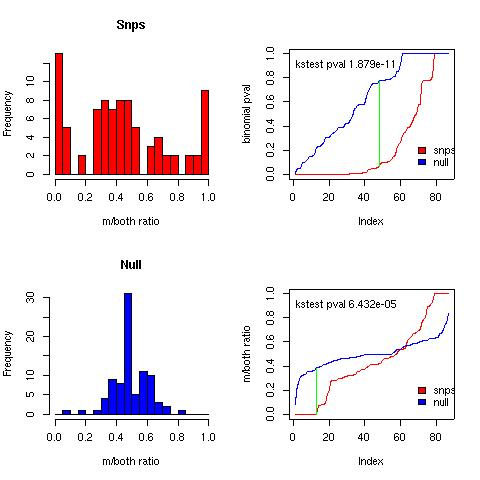 Snps
Frequency
0 2 4 6 8 10
0.0 0.2 0.4 0.6 0.8 1.0
m/both ratio
binomial pval
0.0 0.2 0.4 0.6 0.8 1.0
kstest pval 1.879e-11
snps
null
0 20 40 60 80
Index
Null
Frequency
0 5 10 20 30
0.0 0.2 0.4 0.6 0.8 1.0
m/both ratio
m/both ratio
0.0 0.2 0.4 0.6 0.8 1.0
kstest pval 6.432e-05
snps
null
0 20 40 60 80
Index